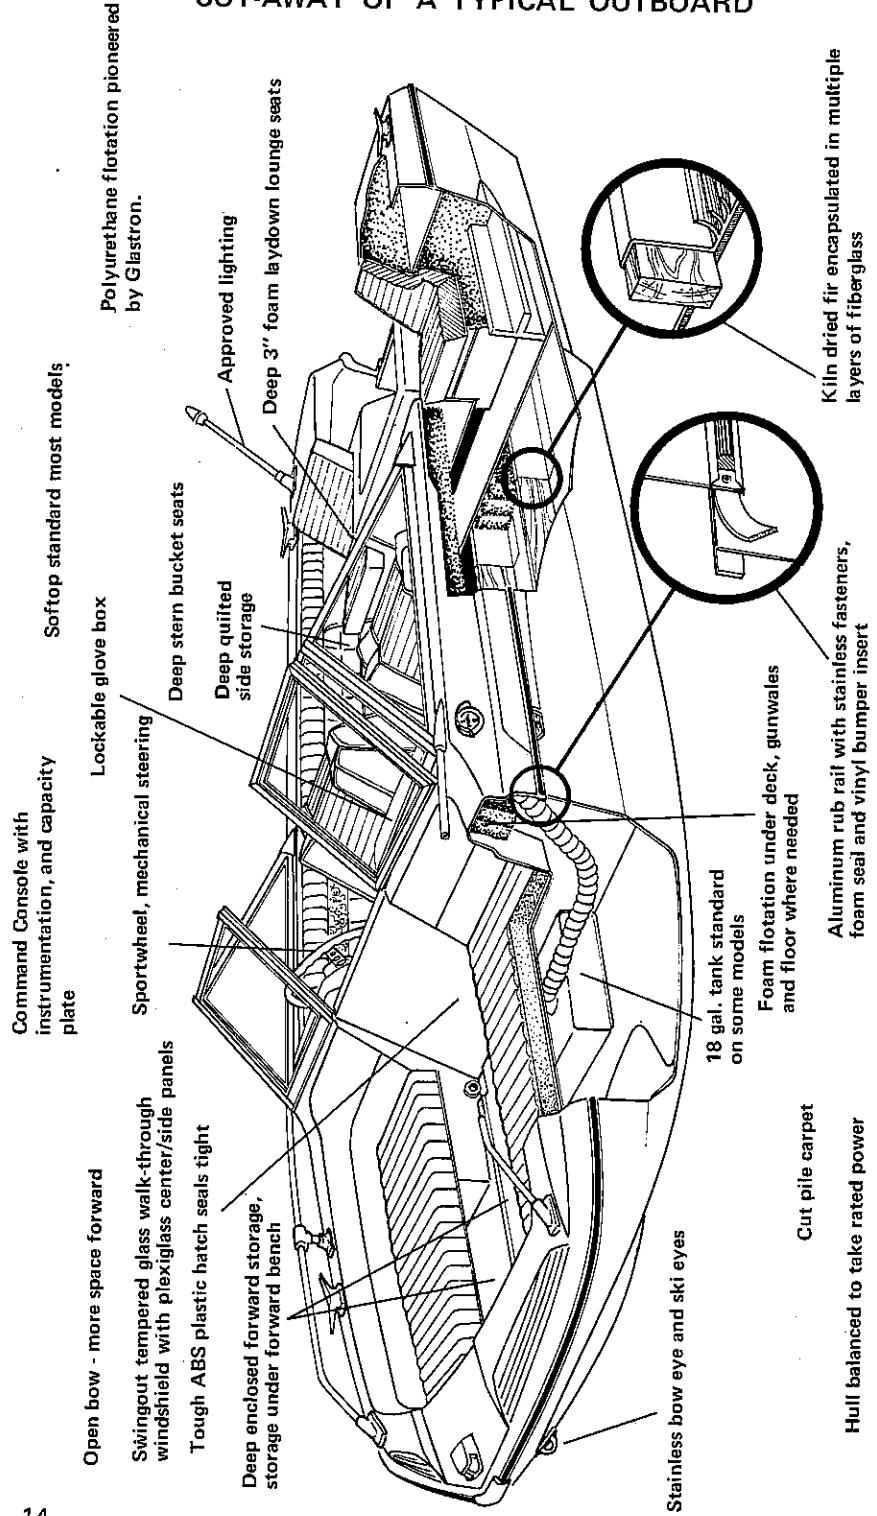 CUT-AWAY OF A TYPICAL OUTBOARD
Open bow - more space forward
Swingout tempered glass walk-through
windshield with plexiglass center/side panels
Tough ABS plastic hatch seals tight
Deep enclosed forward storage,
storage under forward bench
Command Console with
instrumentation, and capacity
plate
Sportwheel, mechanical steering
Lockable glove box
Softop standard most models
Deep stern bucket seats
Deep quilted
side storage
Polyurethane flotation pioneered
by Glastron.
Approved lighting
Deep 3" foam laydown lounge seats
Stainless bow eye and ski eyes
Cut pile carpet
Hull balanced to take rated power
18 gal. tank standard
on some models
Foam flotation under deck, gunwales
and floor where needed
Aluminum rub rail with stainless fasteners,
foam seal and vinyl bumper insert
Kiln dried fir encapsulated in multiple
layers of fiberglass
14